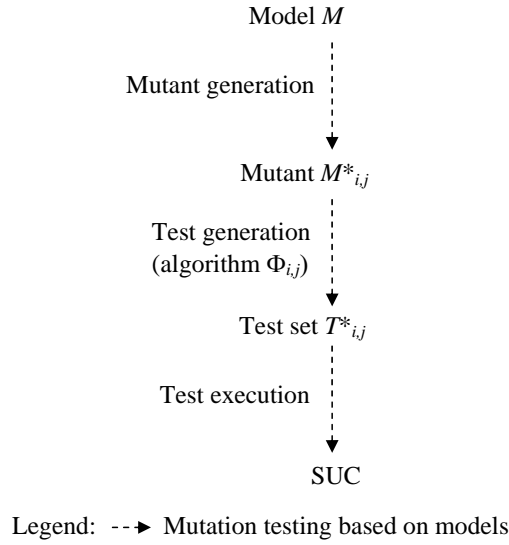 Model M
Mutant generation
Mutant M*i,j
Test generation
(algorithm Φi,j)
Test set T*i,j
Test execution
SUC
Legend: Mutation testing based on models